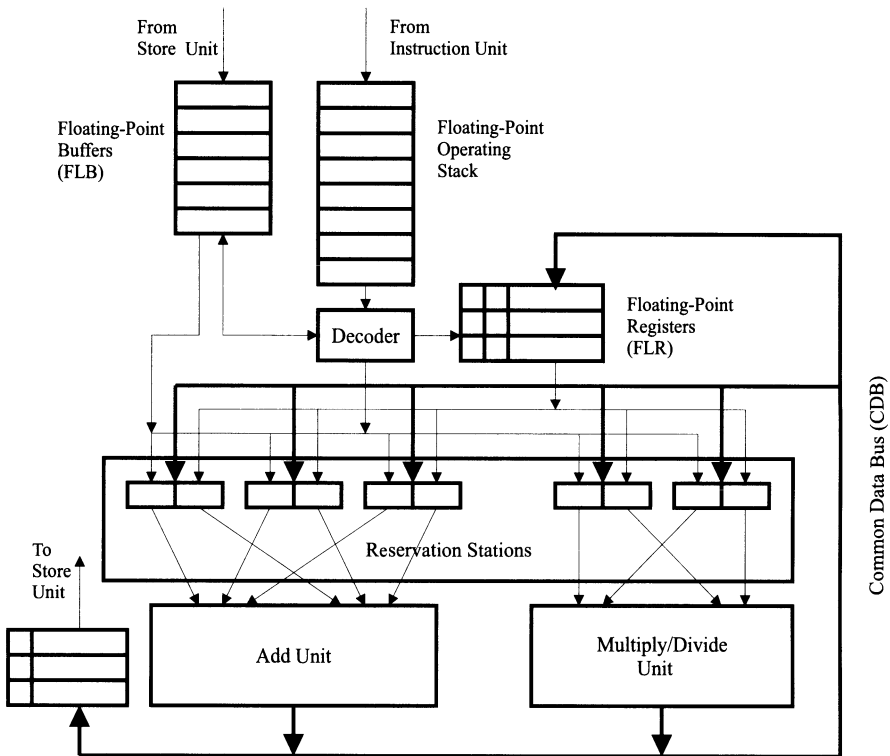 From
Store Unit
From
Instruction Unit
Floating-Point
Buffers
(FLB)
Floating-Point
Operating
Stack
Decoder
Floating-Point
Registers
(FLR)
Common Data Bus (CDB)
Reservation Stations
To
Store
Unit
Add Unit
Multiply/Divide
Unit